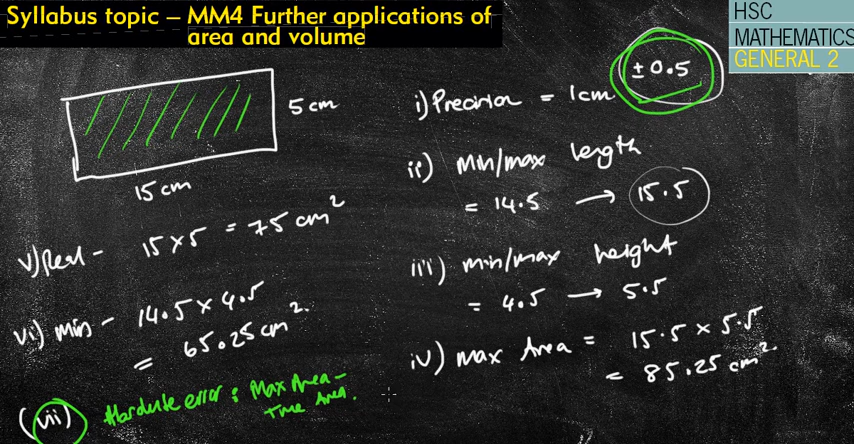 Syllabus topic – MM4 Further applications of
area and volume
HSC
MATHEMATICS
GENERAL 2
5 cm
15 cm
i) Precision = 1cm
± 0.5
ii) Min/max length
= 14.5 → 15.5
iii) min/max height
= 4.5 → 5.5
iv) max Area = 15.5 x 5.5
= 85.25 cm².
v) Real - 15 x 5 = 75 cm²
vi) min - 14.5 x 4.5
= 65.25 cm².
(vii) Absolute error : Max Area -
True Area.